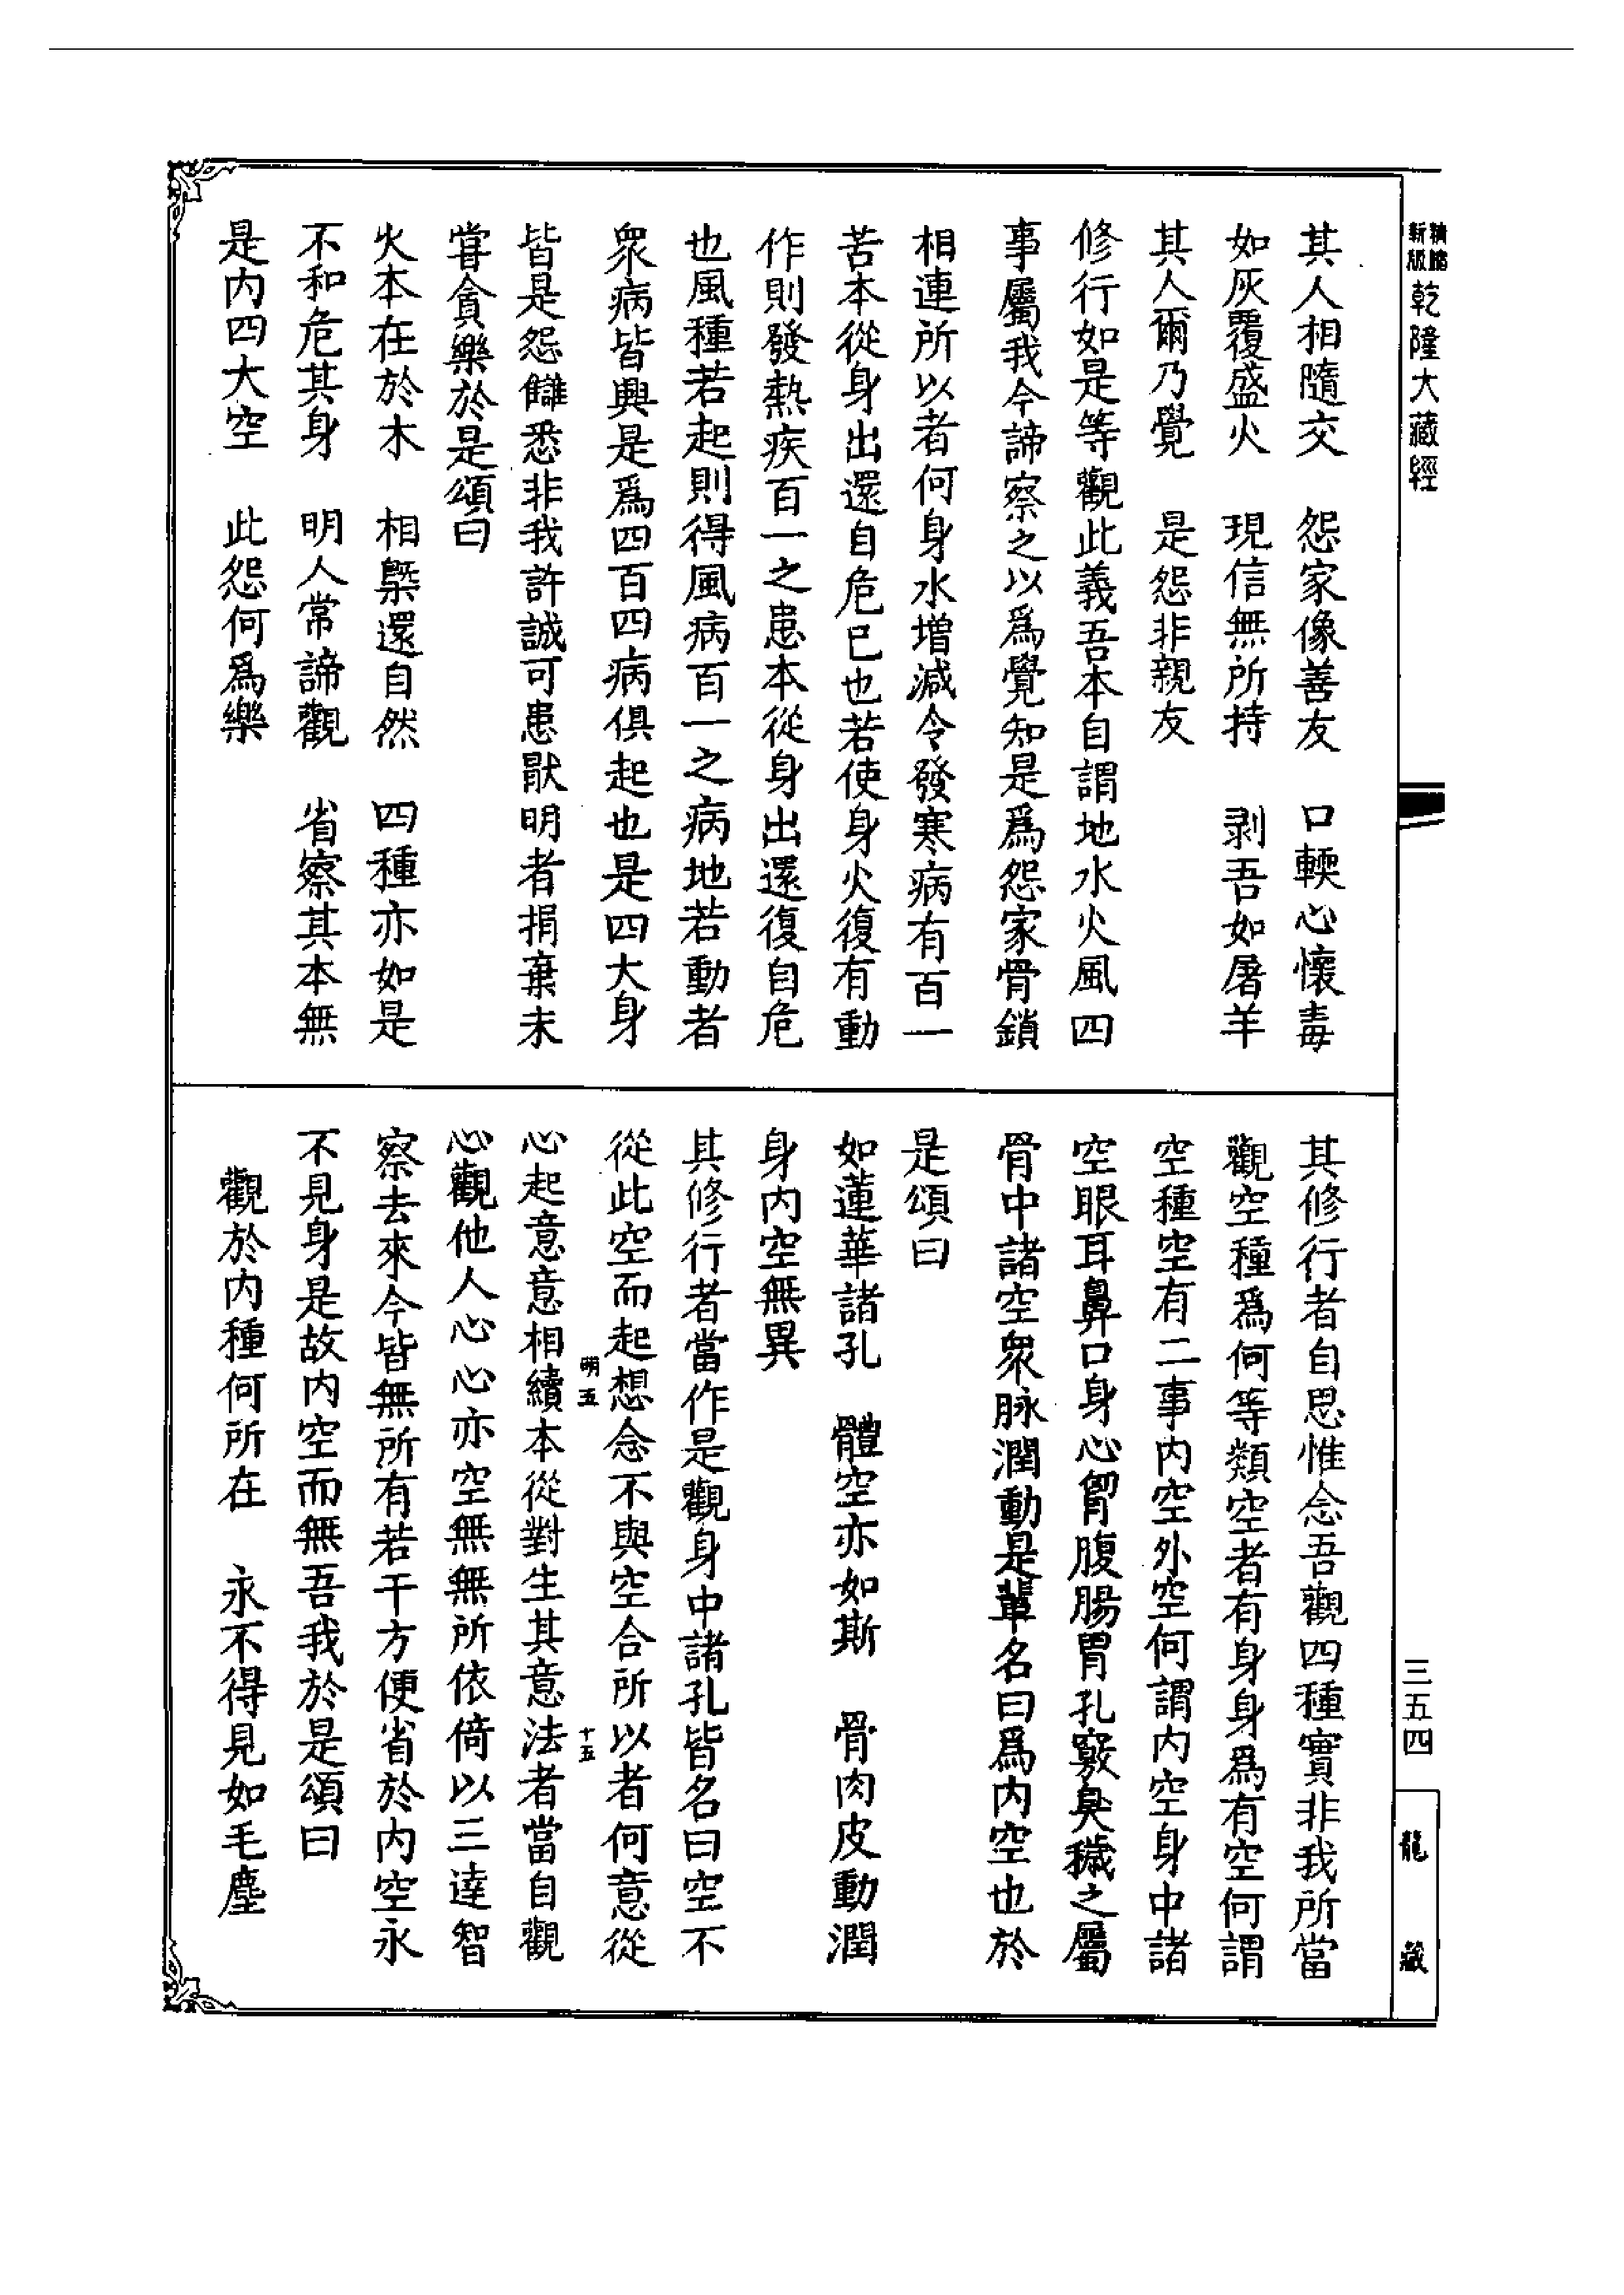 精縮新版乾隆大藏經
其人相隨交　怨家像善友　口輭心懷毒
如灰覆盛火　現信無所持　剥吾如屠羊
其人爾乃覺　是怨非親友
修行如是等觀此義吾本自謂地水火風四
事屬我今諦察之以爲覺知是爲怨家骨鎖
相連所以者何身水增減令發寒病有百一
苦本從身出還自危已也若使身火復有動
作則發熱疾百一之患本從身出還復自危
也風種若起則得風病百一之病地若動者
衆病皆興是爲四百四病俱起也是四大身
皆是怨讎悉非我許誠可患猒明者捐棄未
甞貪樂於是頌曰
火本在於木　相槩還自然　四種亦如是
不和危其身　明人常諦觀　省察其本無
是内四大空　此怨何爲樂
其修行者自思惟念吾觀四種實非我所當
觀空種爲何等類空者有身身爲有空何謂
空種空有二事内空外空何謂内空身中諸
空眼耳鼻口身心胷腹腸胃孔竅臭穢之屬
骨中諸空衆脉潤動是輩名曰爲内空也於
是頌曰
如蓮華諸孔　體空亦如斯　骨肉皮動潤
身内空無異
其修行者當作是觀身中諸孔皆名曰空不
從此空而起想念不與空合所以者何意從
明五　十五
心起意意相續本從對生其意法者當自觀
心觀他人心心亦空無無所依倚以三達智
察去來今皆無所有若干方便省於内空永
不見身是故内空而無吾我於是頌曰
觀於内種何所在　永不得見如毛塵
三五四
龍藏